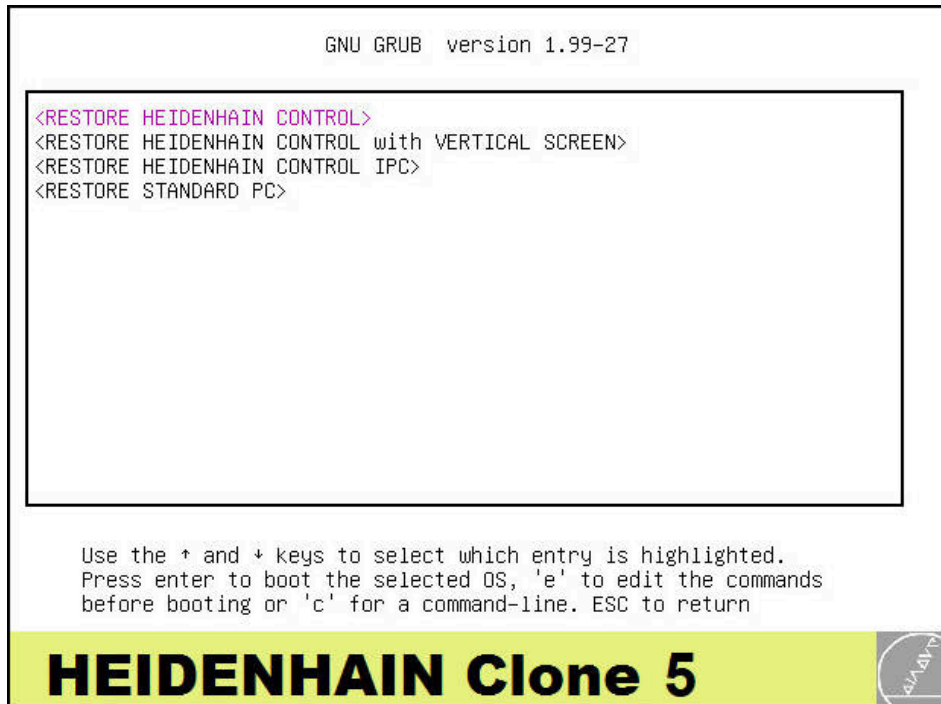 GNU GRUB version 1.99-27
<RESTORE HEIDENHAIN CONTROL>
<RESTORE HEIDENHAIN CONTROL with VERTICAL SCREEN>
<RESTORE HEIDENHAIN CONTROL IPC>
<RESTORE STANDARD PC>
Use the ↑ and ↓ keys to select which entry is highlighted.
Press enter to boot the selected OS, 'e' to edit the commands
before booting or 'c' for a command-line. ESC to return
HEIDENHAIN Clone 5